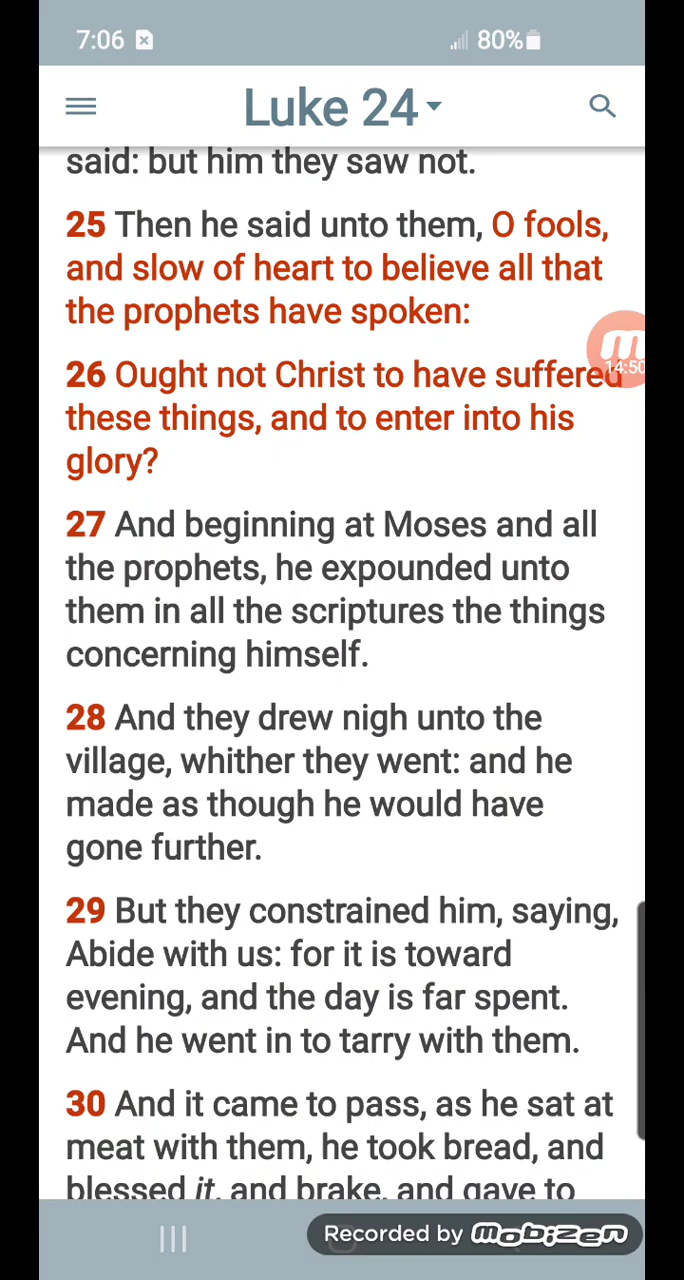 7:06 80%
Luke 24
said: but him they saw not.
25 Then he said unto them, O fools,
and slow of heart to believe all that
the prophets have spoken:
26 Ought not Christ to have suffered
these things, and to enter into his
glory?
14:50
27 And beginning at Moses and all
the prophets, he expounded unto
them in all the scriptures the things
concerning himself.
28 And they drew nigh unto the
village, whither they went: and he
made as though he would have
gone further.
29 But they constrained him, saying,
Abide with us: for it is toward
evening, and the day is far spent.
And he went in to tarry with them.
30 And it came to pass, as he sat at
meat with them, he took bread, and
blessed it, and brake, and gave to
Recorded by mobizen